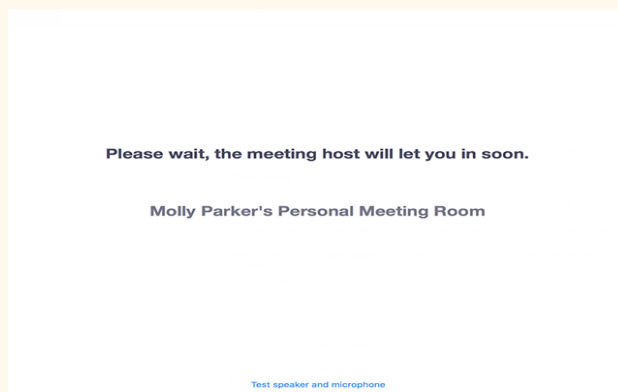 Please wait, the meeting host will let you in soon.
Molly Parker's Personal Meeting Room
Test speaker and microphone